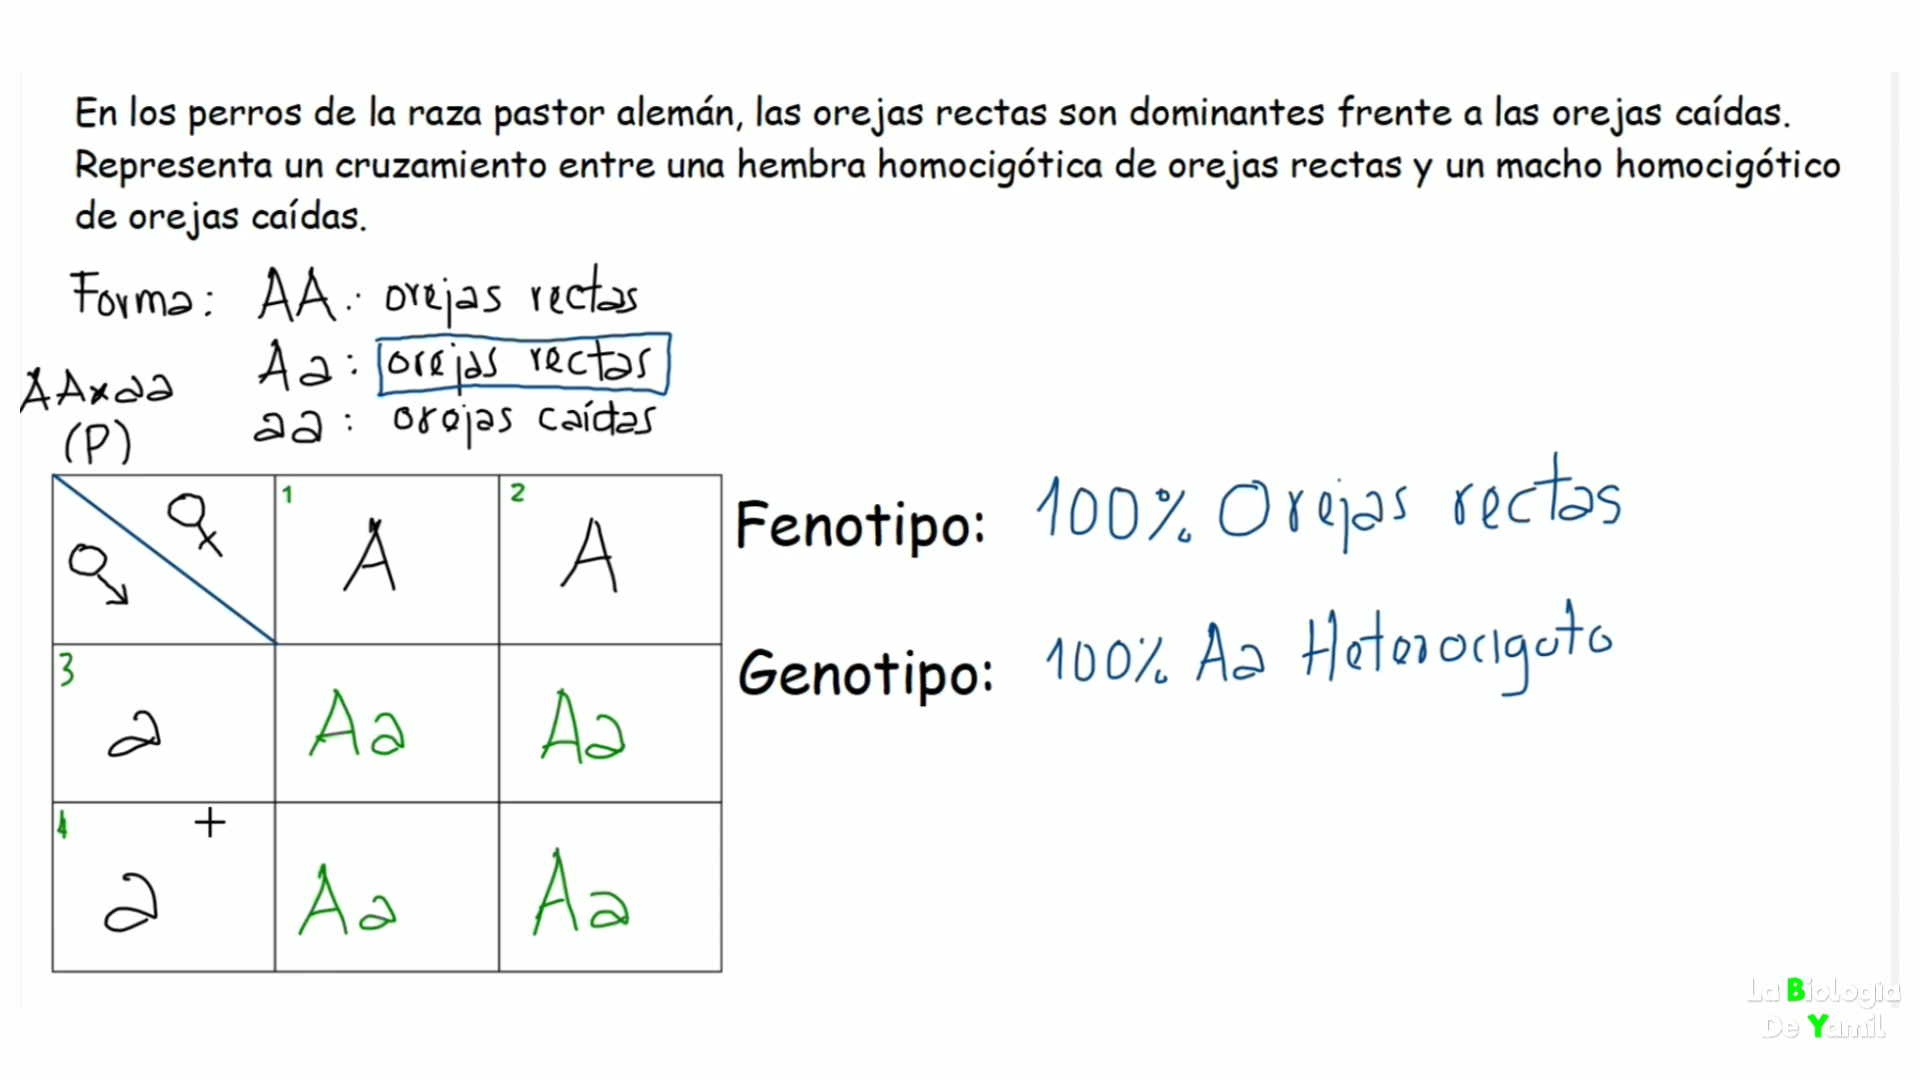 En los perros de la raza pastor alemán, las orejas rectas son dominantes frente a las orejas caídas.
Representa un cruzamiento entre una hembra homocigótica de orejas rectas y un macho homocigótico
de orejas caídas.
Forma: AA: orejas rectas
Aa: orejas rectas
AAxaa
aa: orejas caídas
(P)
1 A 2 A
Fenotipo: 100% Orejas rectas
Genotipo: 100% Aa Heterocigoto
3 a Aa Aa
4 a Aa Aa
La Biología
De Yamil